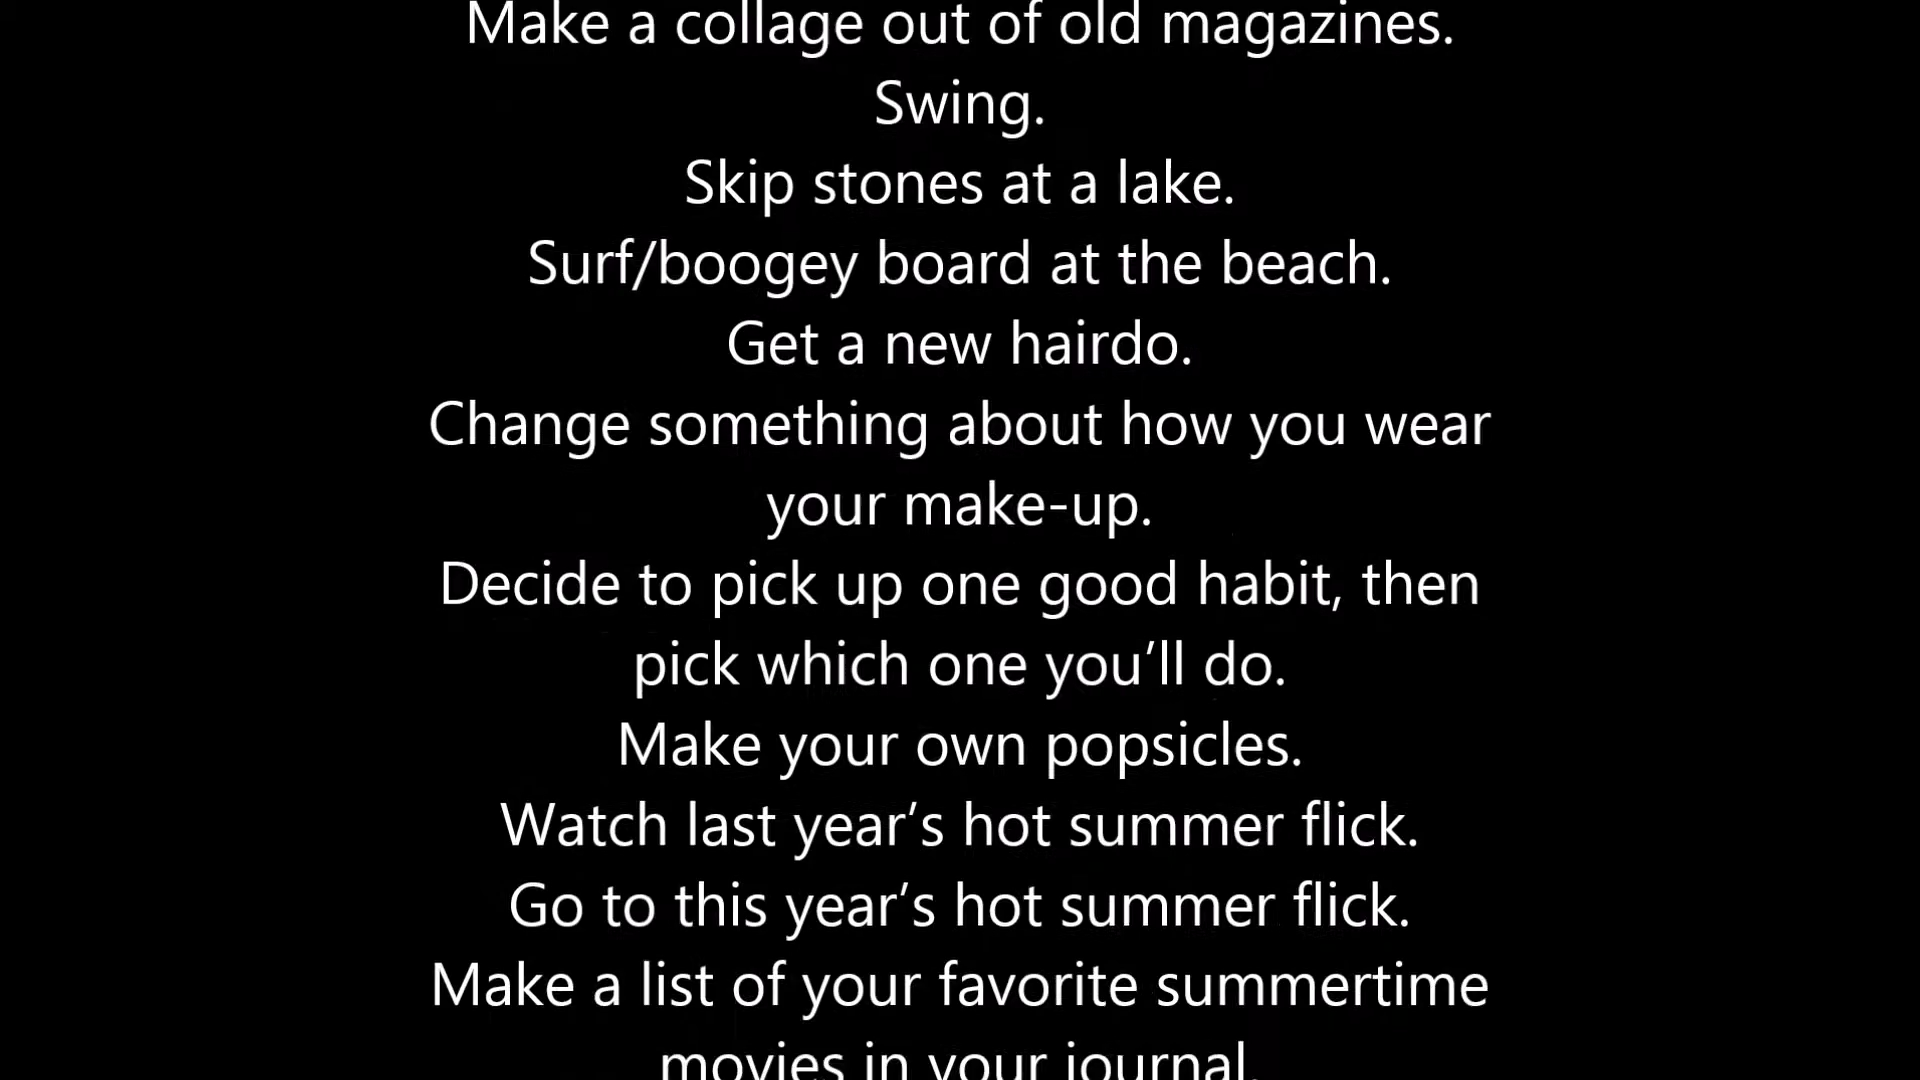 Make a collage out of old magazines.
Swing.
Skip stones at a lake.
Surf/boogey board at the beach.
Get a new hairdo.
Change something about how you wear
your make-up.
Decide to pick up one good habit, then
pick which one you’ll do.
Make your own popsicles.
Watch last year’s hot summer flick.
Go to this year’s hot summer flick.
Make a list of your favorite summertime
movies in your journal.